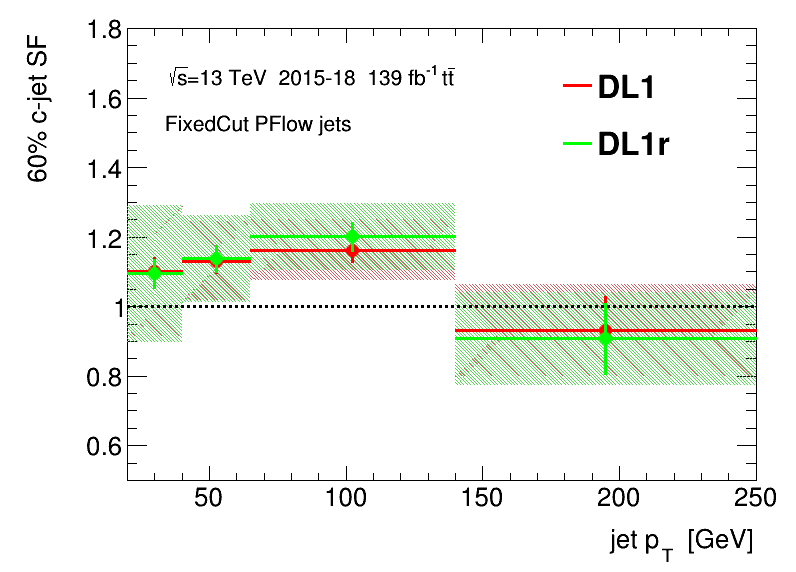 60% c-jet SF
1.8
1.6
1.4
1.2
1
0.8
0.6
√s=13 TeV 2015-18 139 fb⁻¹ tt̄
FixedCut PFlow jets
DL1
DL1r
50 100 150 200 250
jet p_T [GeV]